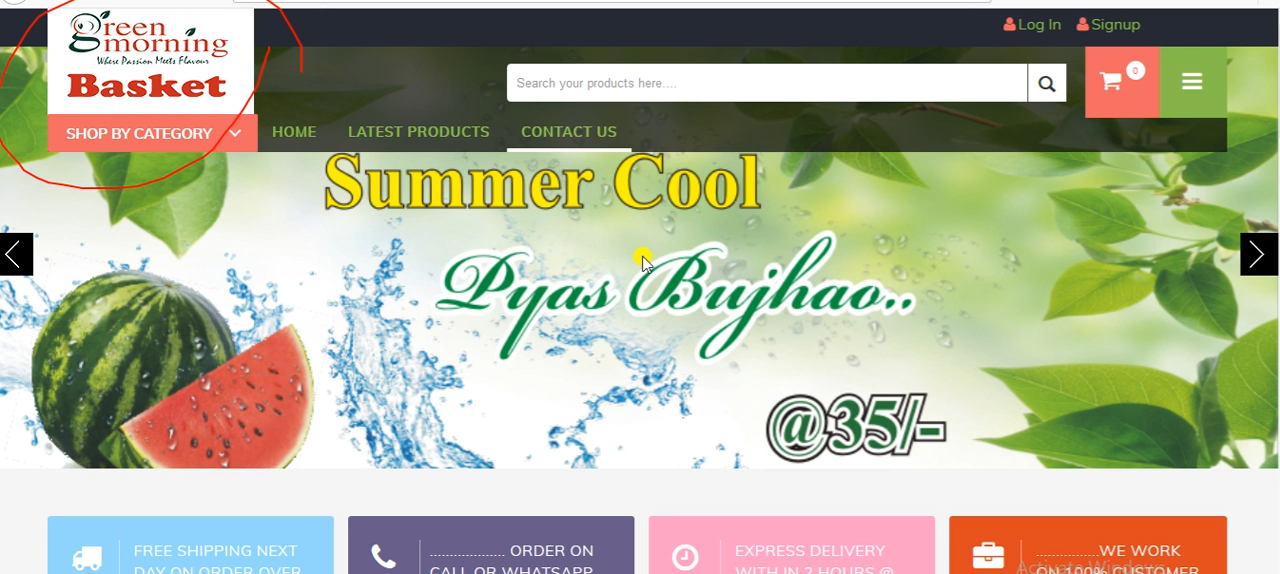 Log In
Signup
green
morning
Where Passion Meets Flavour
Basket
Search your products here....
0
SHOP BY CATEGORY
HOME
LATEST PRODUCTS
CONTACT US
Summer Cool
Pyas Bujhao..
@35/-
FREE SHIPPING NEXT
DAY ON ORDER OVER
................... ORDER ON
CALL OR WHATSAPP
EXPRESS DELIVERY
WITH IN 2 HOURS @
................WE WORK
ON 100% CUSTOMER
Activate Windows